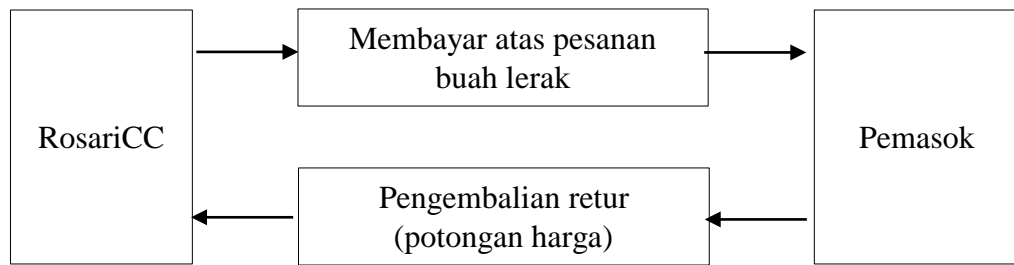 Membayar atas pesanan
buah lerak
RosariCC
Pemasok
Pengembalian retur
(potongan harga)